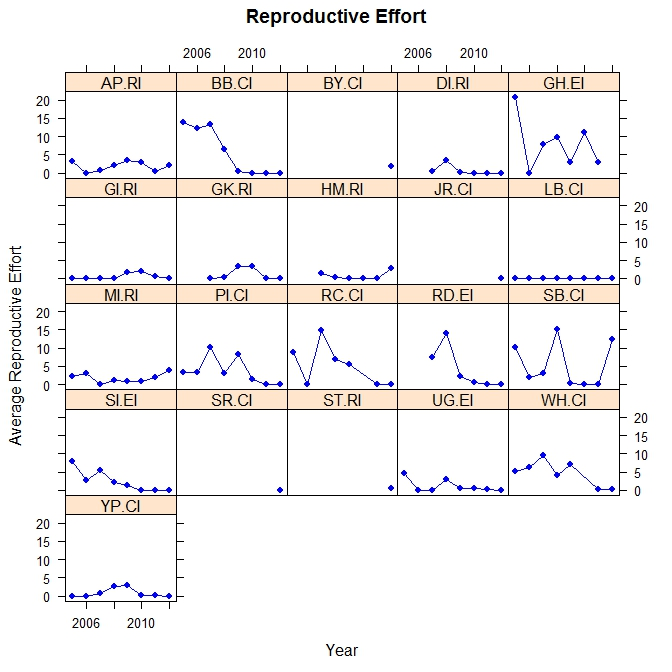 Reproductive Effort
2006 2010 2006 2010
AP.RI BB.CI BY.CI DI.RI GH.EI
20
15
10
5
0
GI.RI GK.RI HM.RI JR.CI LB.CI
20
15
10
5
0
MI.RI PI.CI RC.CI RD.EI SB.CI
20
15
10
5
0
SI.EI SR.CI ST.RI UG.EI WH.CI
20
15
10
5
0
YP.CI
20
15
10
5
0
2006 2010
Average Reproductive Effort
Year